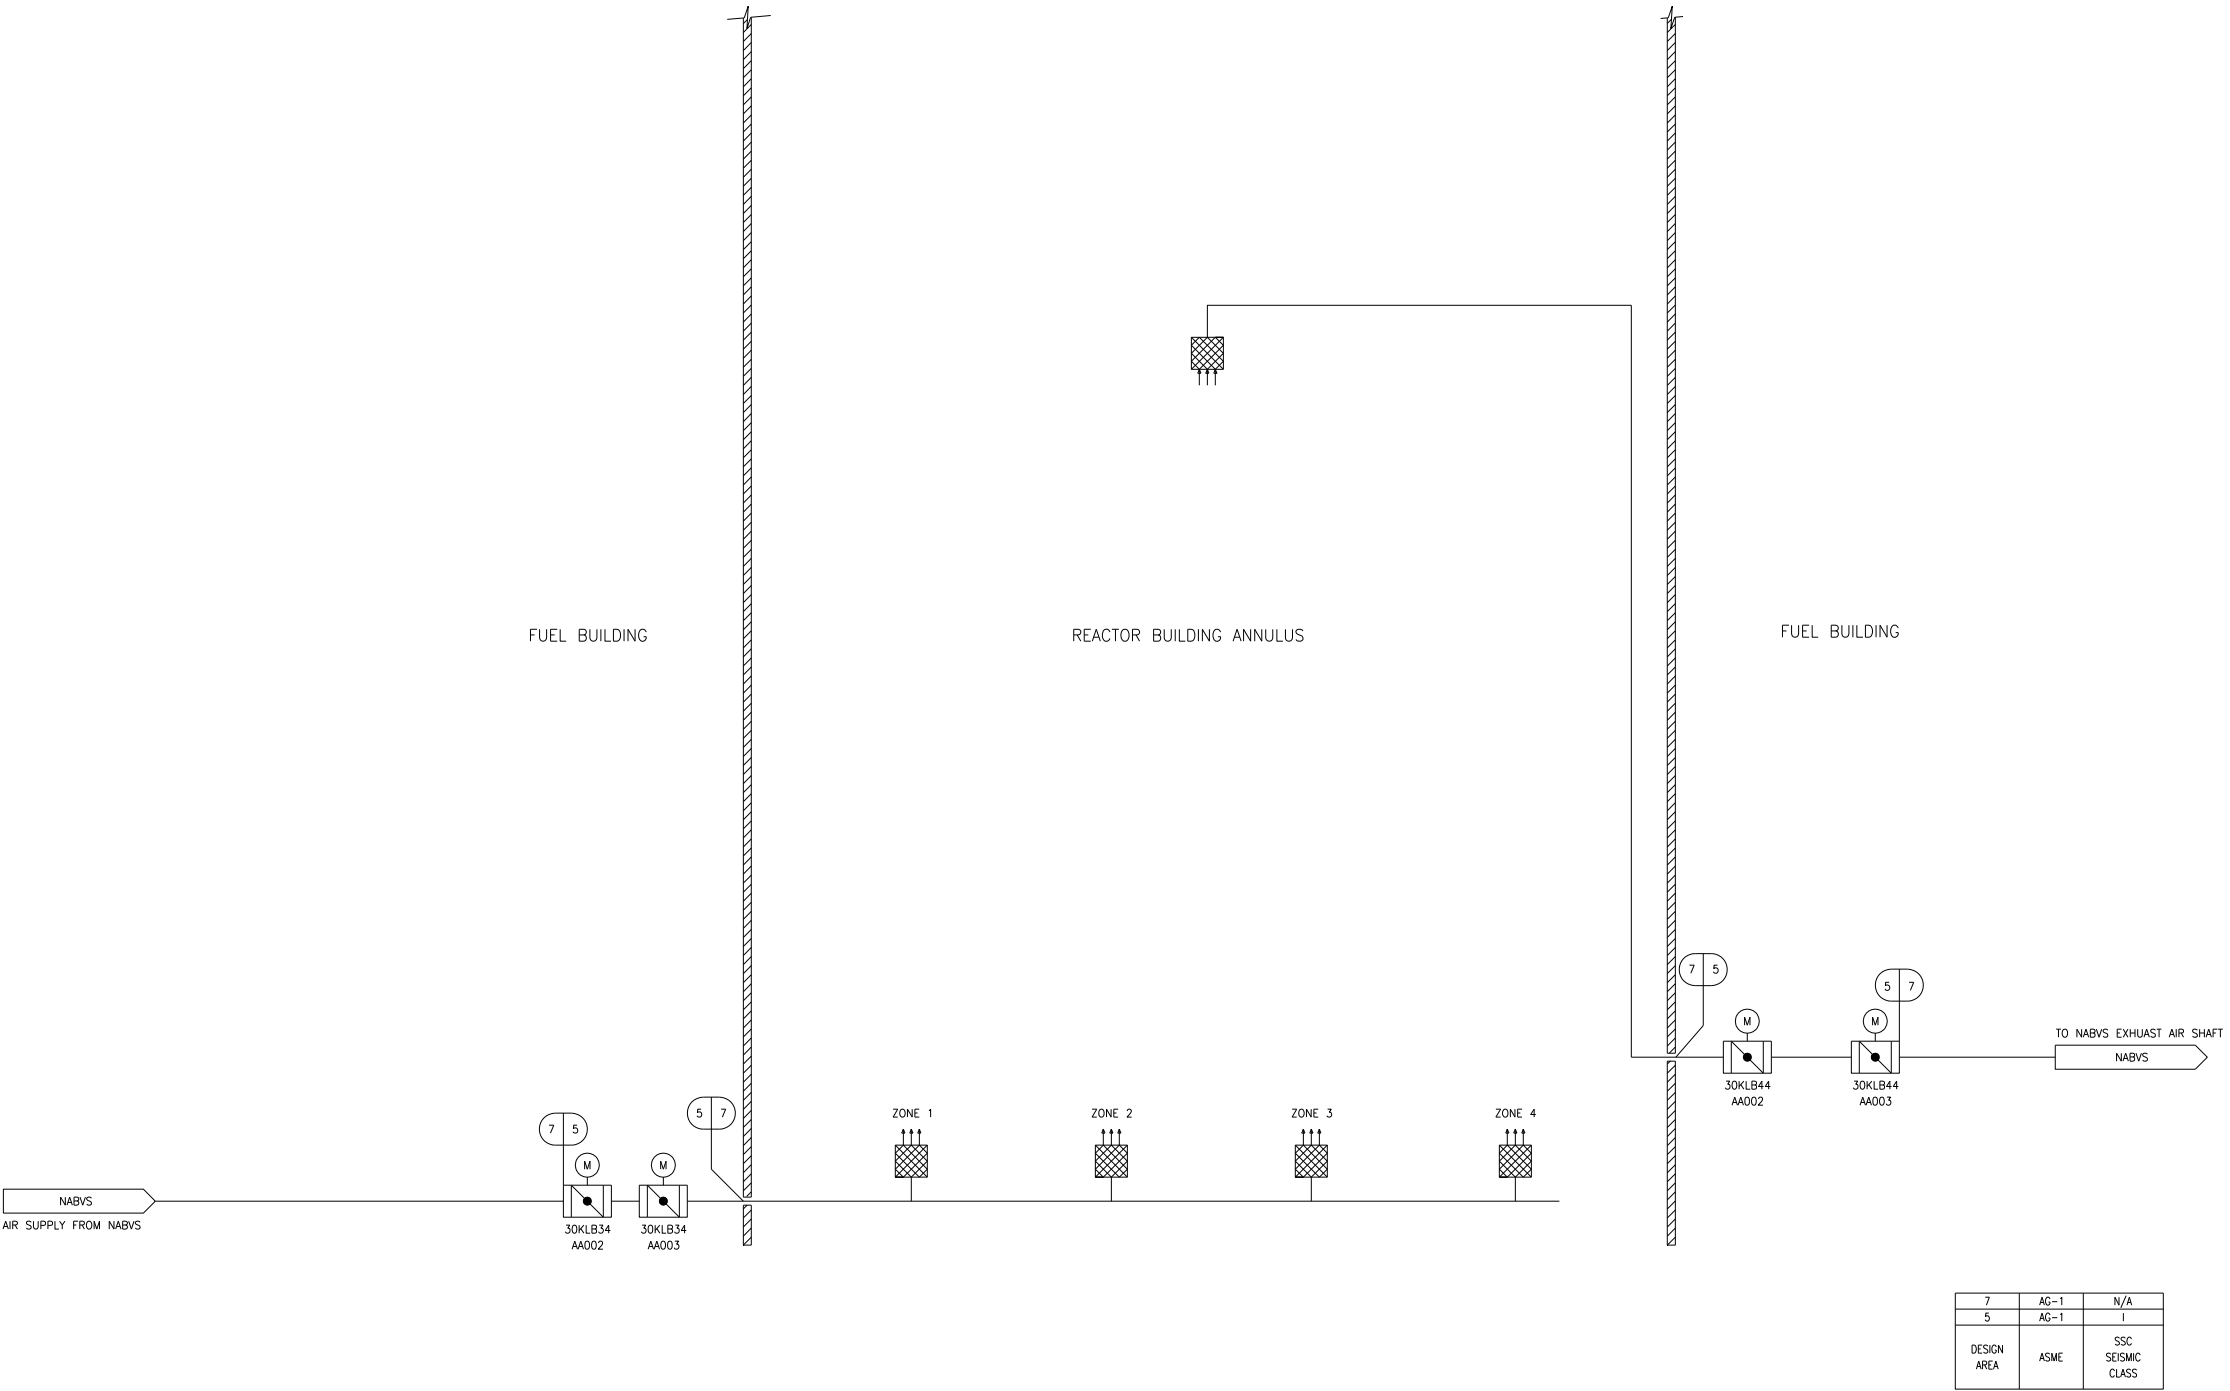 FUEL BUILDING
REACTOR BUILDING ANNULUS
FUEL BUILDING
7 5
5 7
M
M
TO NABVS EXHUAST AIR SHAFT
NABVS
30KLB44
AA002
30KLB44
AA003
7 5
5 7
M
M
ZONE 1
ZONE 2
ZONE 3
ZONE 4
NABVS
AIR SUPPLY FROM NABVS
30KLB34
AA002
30KLB34
AA003
7 AG-1 N/A
5 AG-1 I
DESIGN
AREA
ASME
SSC
SEISMIC
CLASS